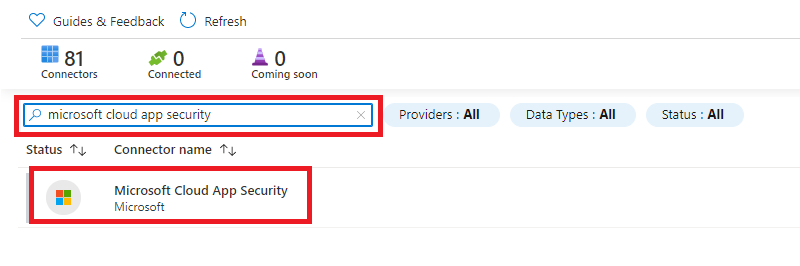 Guides & Feedback Refresh
81 0 0
Connectors Connected Coming soon
microsoft cloud app security Providers : All Data Types : All Status : All
Status Connector name
Microsoft Cloud App Security
Microsoft